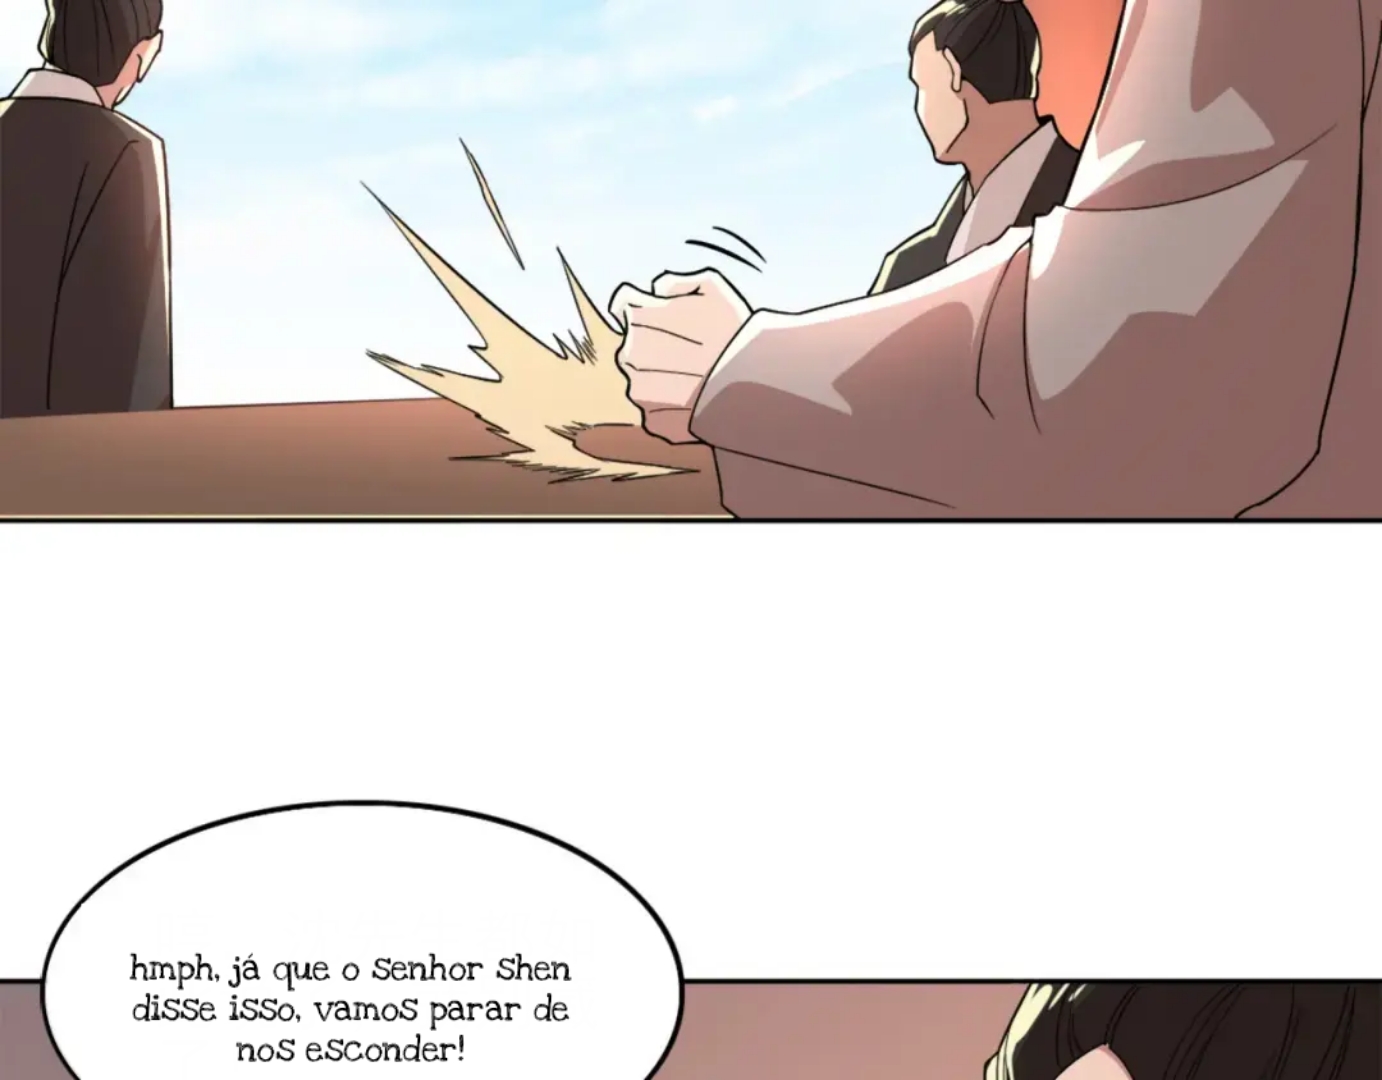 hmph, já que o senhor shen
disse isso, vamos parar de
nos esconder!